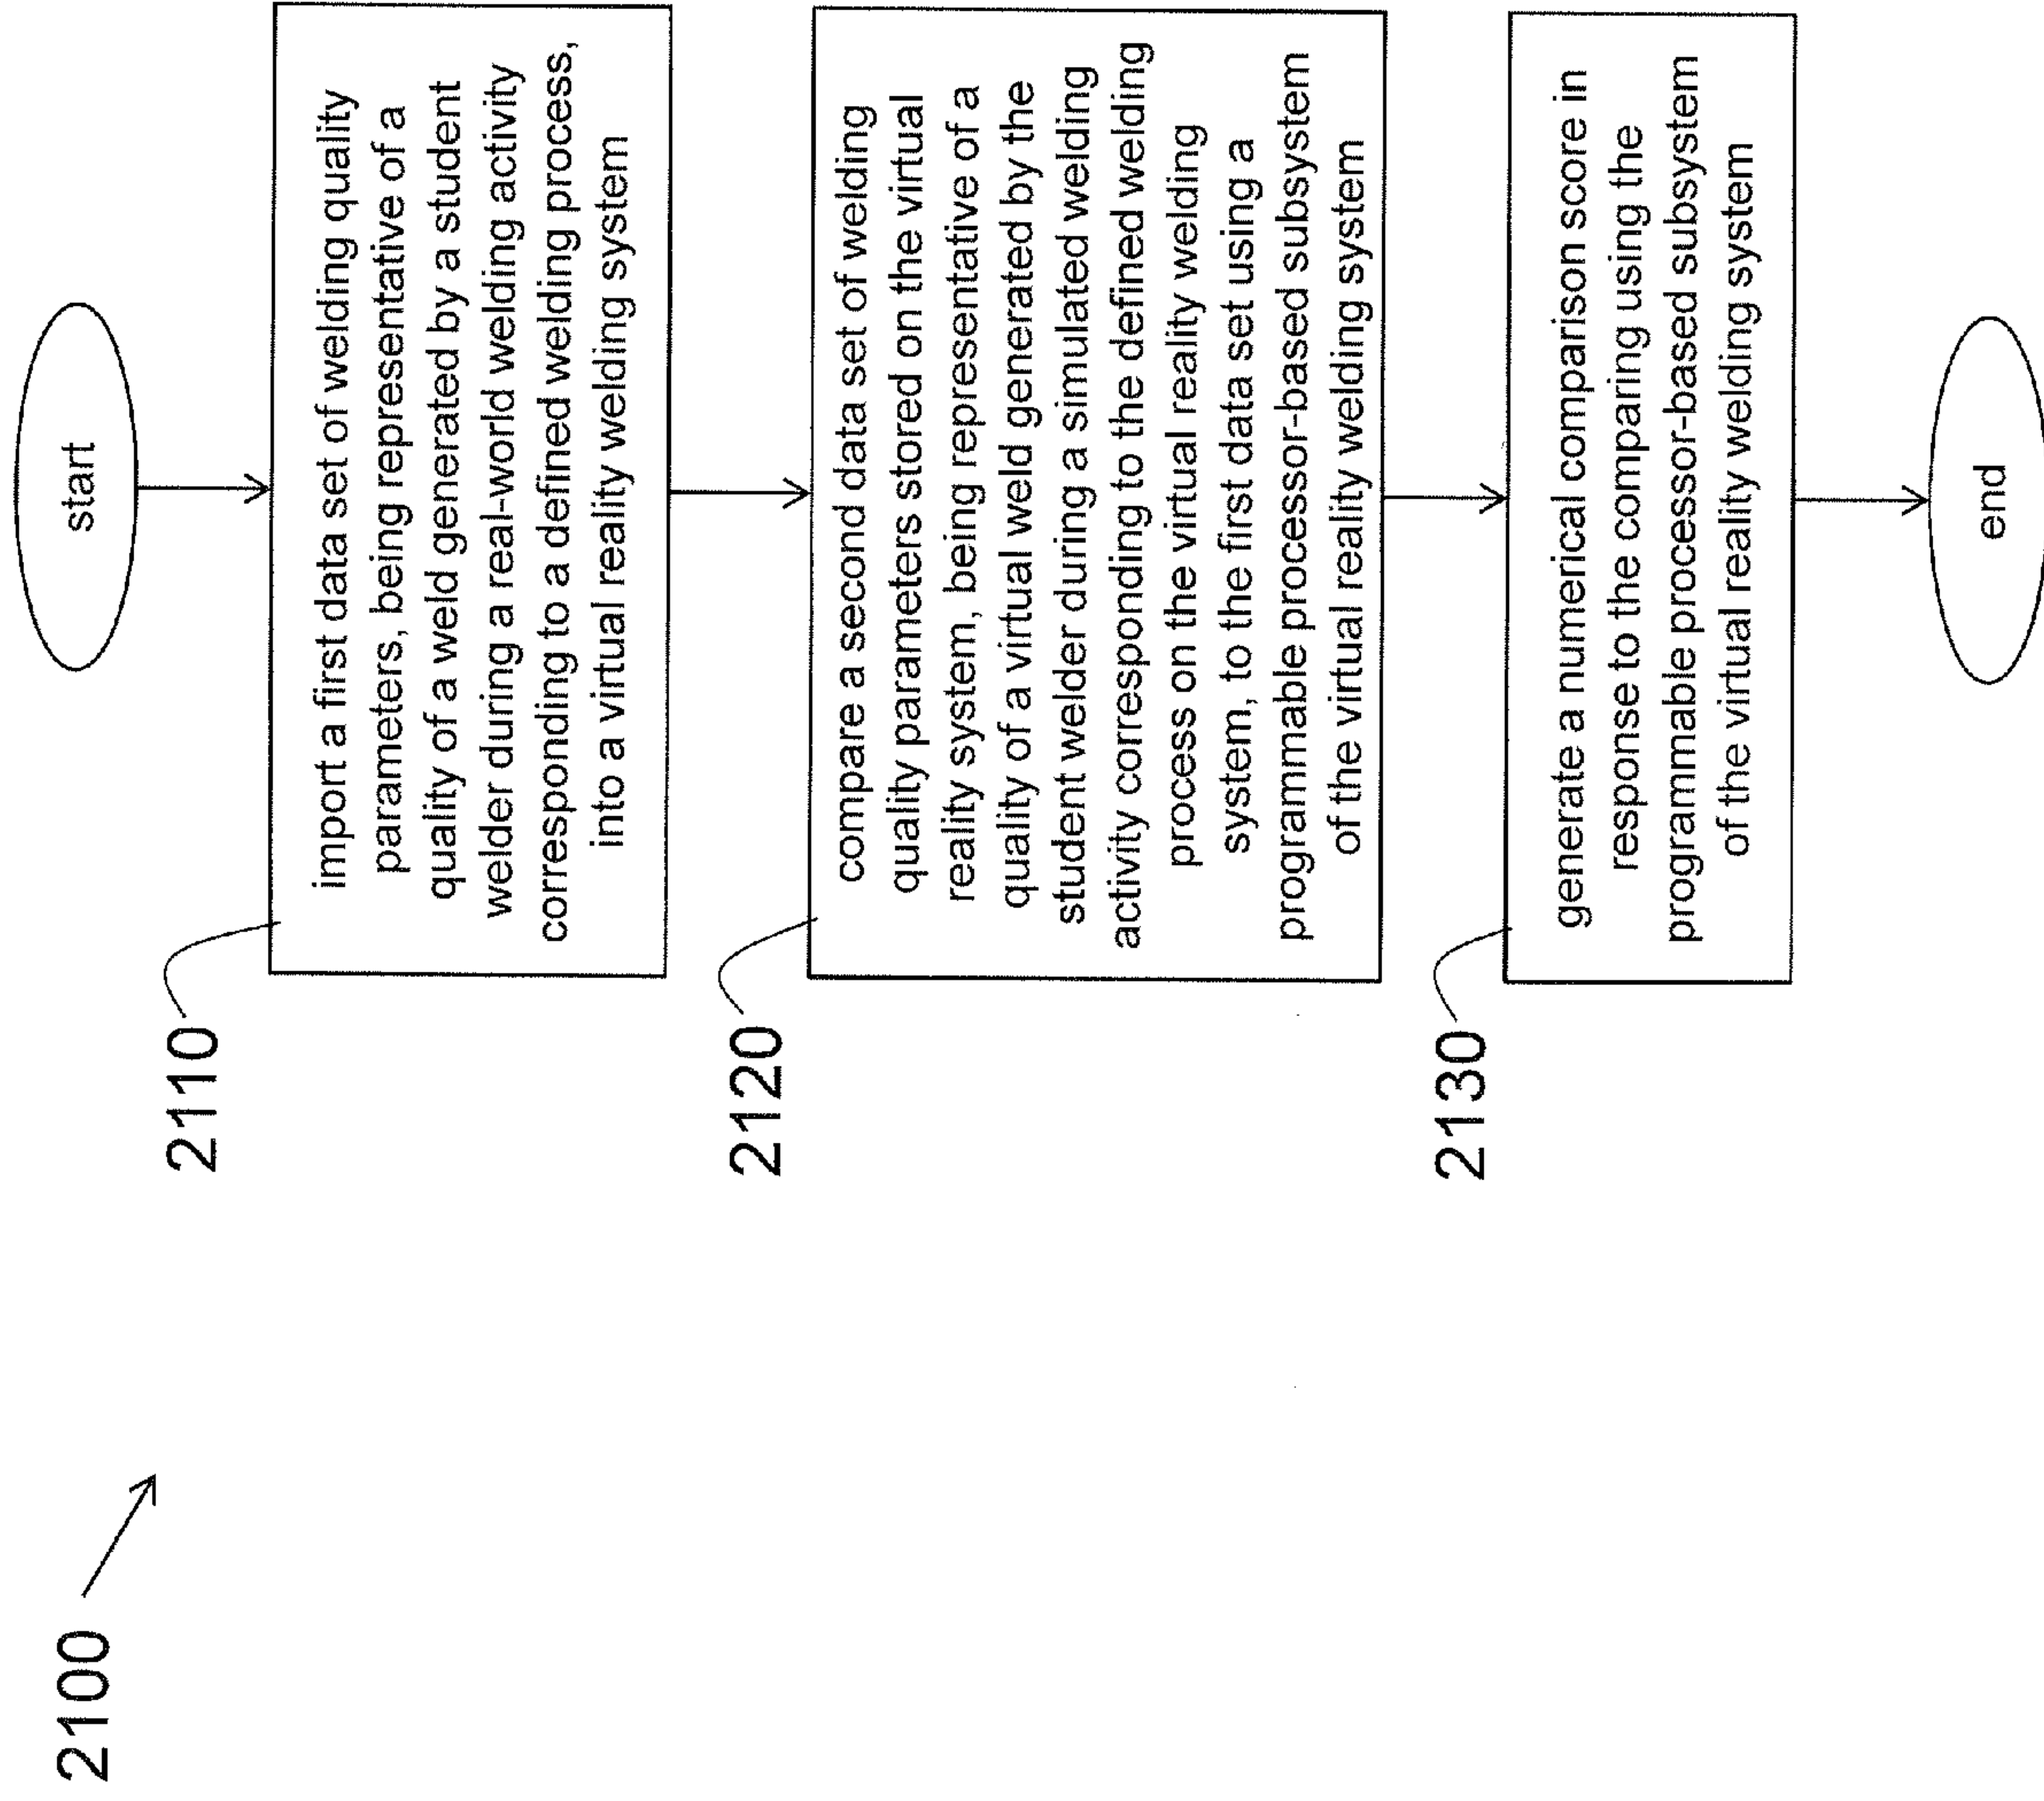 2100
start
2110
import a first data set of welding quality
parameters, being representative of a
quality of a weld generated by a student
welder during a real-world welding activity
corresponding to a defined welding process,
into a virtual reality welding system
2120
compare a second data set of welding
quality parameters stored on the virtual
reality system, being representative of a
quality of a virtual weld generated by the
student welder during a simulated welding
activity corresponding to the defined welding
process on the virtual reality welding
system, to the first data set using a
programmable processor-based subsystem
of the virtual reality welding system
2130
generate a numerical comparison score in
response to the comparing using the
programmable processor-based subsystem
of the virtual reality welding system
end